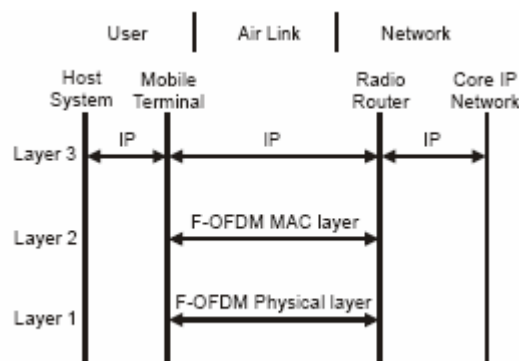 User Air Link Network
Host System
Mobile Terminal
Radio Router
Core IP Network
Layer 3 IP IP IP
Layer 2 F-OFDM MAC layer
Layer 1 F-OFDM Physical layer